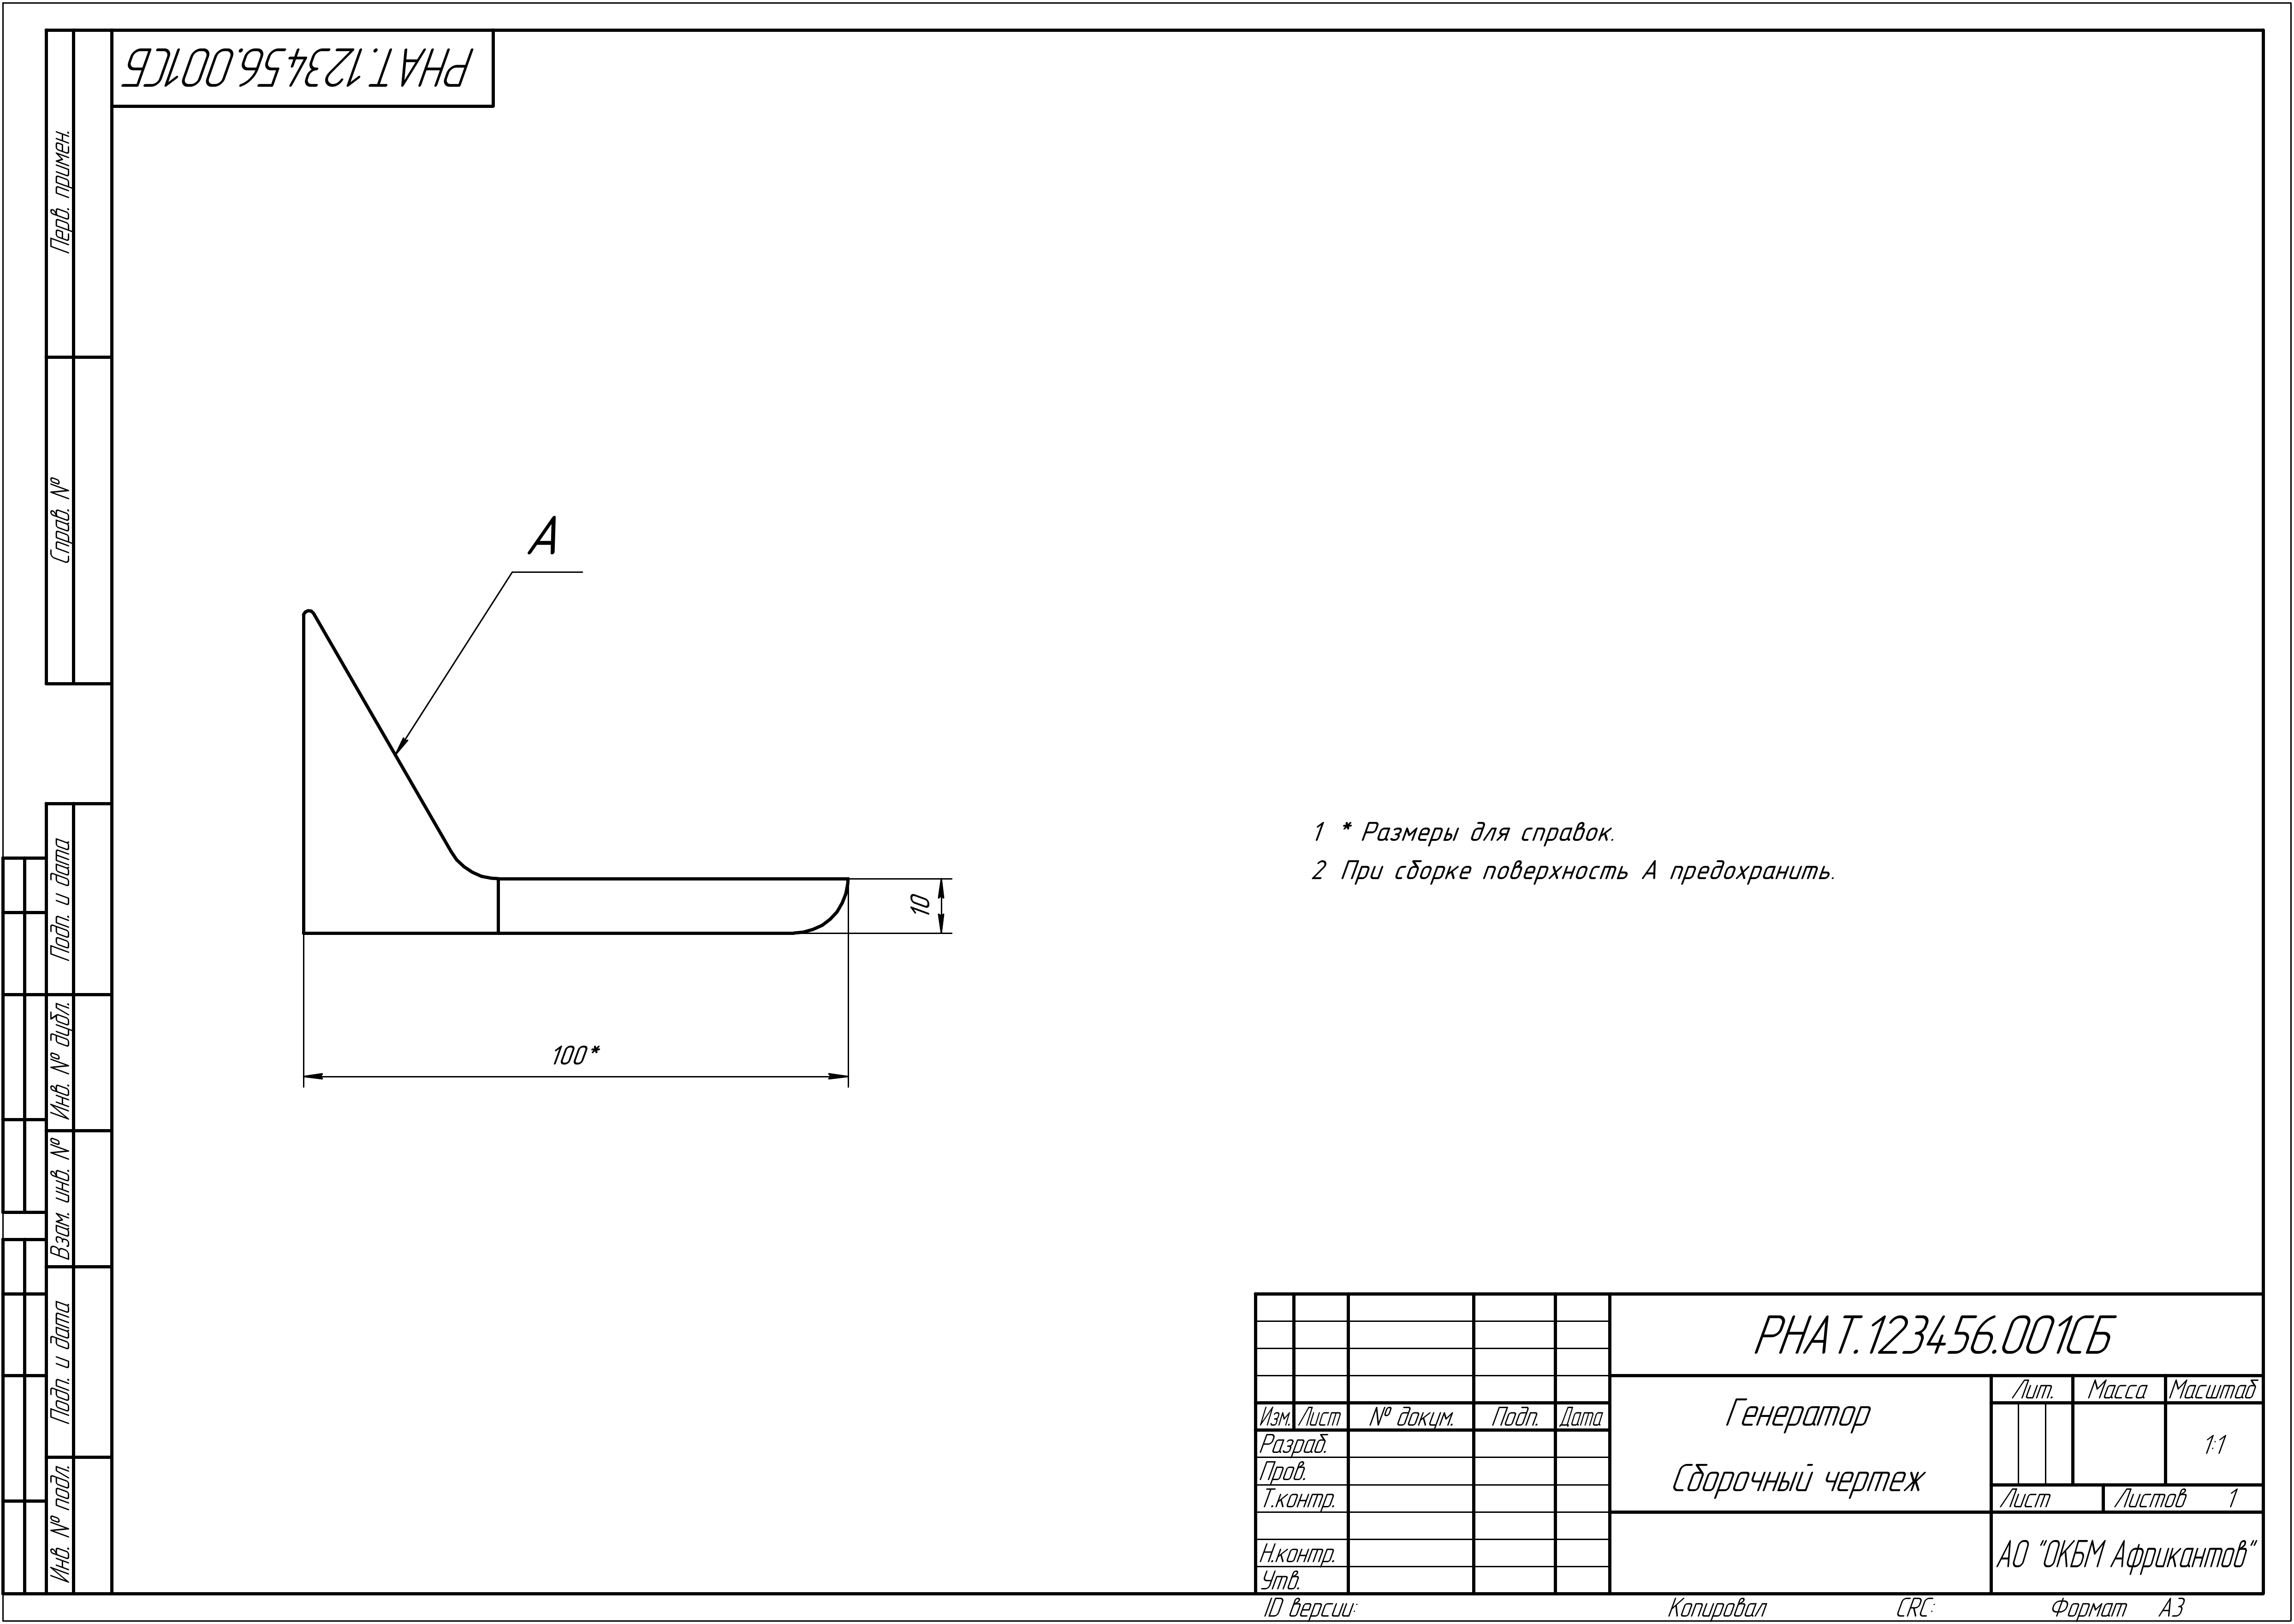 РНАТ.123456.001СБ
Перв. примен.
Справ. №
А
1 * Размеры для справок.
2 При сборке поверхность А предохранить.
10
100*
Подп. и дата
Инв. № дубл.
Взам. инв. №
Подп. и дата
Инв. № подл.
РНАТ.123456.001СБ
Лит. Масса Масштаб
Генератор
Изм. Лист № докум. Подп. Дата
Разраб.
1:1
Пров.
Сборочный чертеж
Т.контр.
Лист Листов 1
Н.контр.
АО "ОКБМ Африкантов"
Утв.
ID версии: Копировал CRC: Формат А3